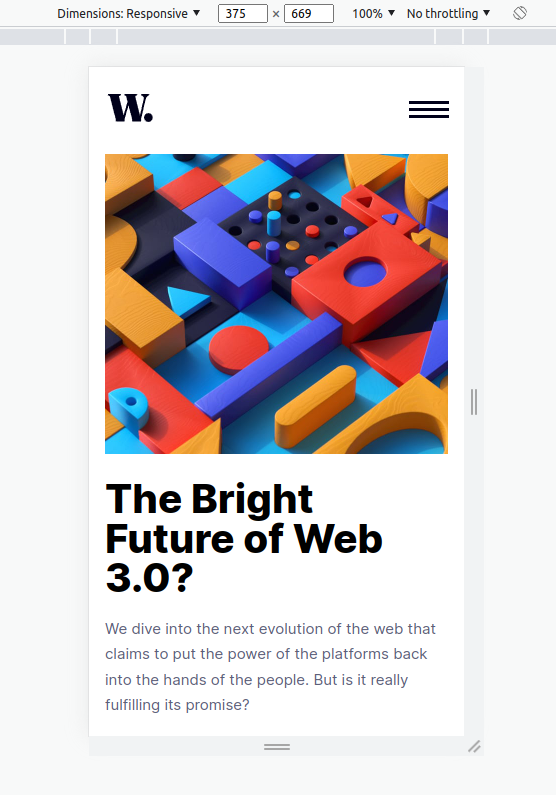 Dimensions: Responsive 375 × 669 100% No throttling
W.
The Bright
Future of Web
3.0?
We dive into the next evolution of the web that
claims to put the power of the platforms back
into the hands of the people. But is it really
fulfilling its promise?